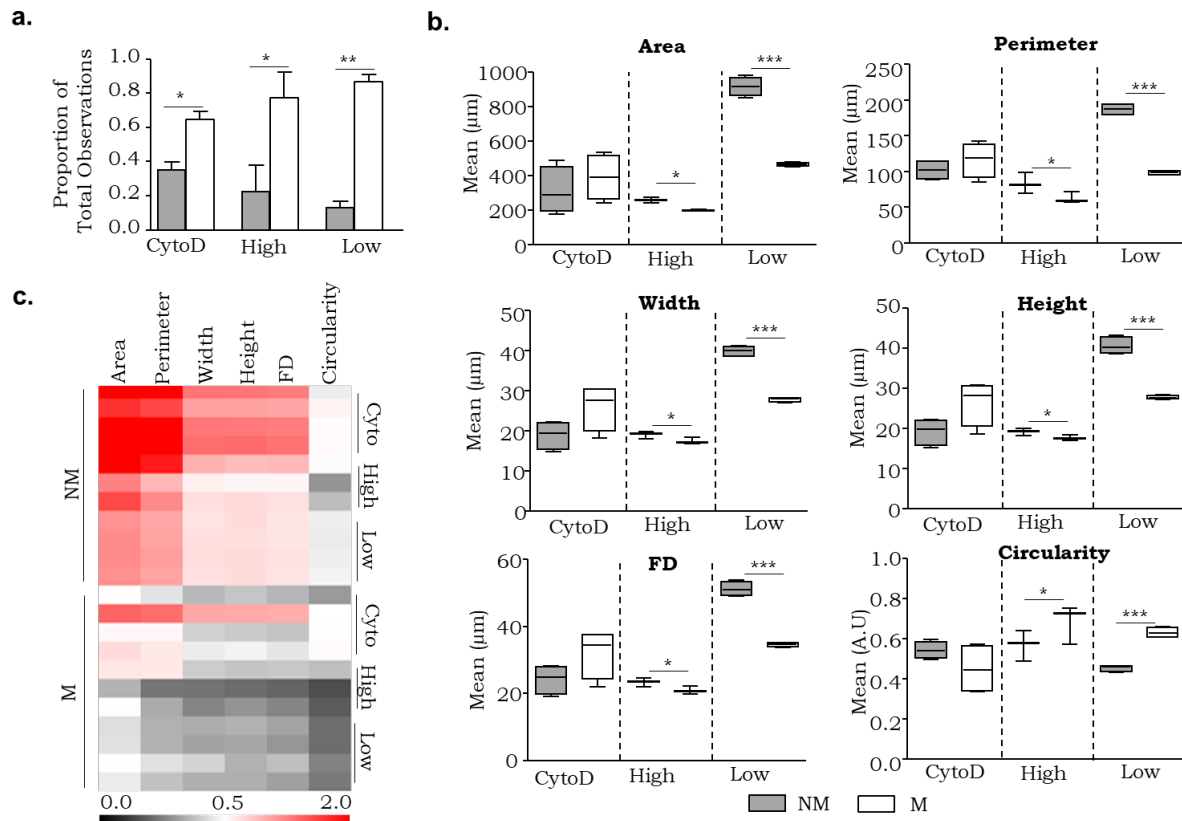 a.
Proportion of
Total Observations
1.0
0.8
0.6
0.4
0.2
0.0
*
*
**
CytoD
High
Low
b.
Area
Mean (µm)
1000
800
600
400
200
0
*
***
CytoD
High
Low
Perimeter
Mean (µm)
250
200
150
100
50
0
*
***
CytoD
High
Low
Width
Mean (µm)
50
40
30
20
10
0
*
***
CytoD
High
Low
Height
Mean (µm)
50
40
30
20
10
0
*
***
CytoD
High
Low
FD
Mean (µm)
60
40
20
0
*
***
CytoD
High
Low
Circularity
Mean (A.U)
1.0
0.8
0.6
0.4
0.2
0.0
*
***
CytoD
High
Low
NM
M
c.
Area
Perimeter
Width
Height
FD
Circularity
NM
Cyto
High
Low
M
Cyto
High
Low
0.0
0.5
2.0